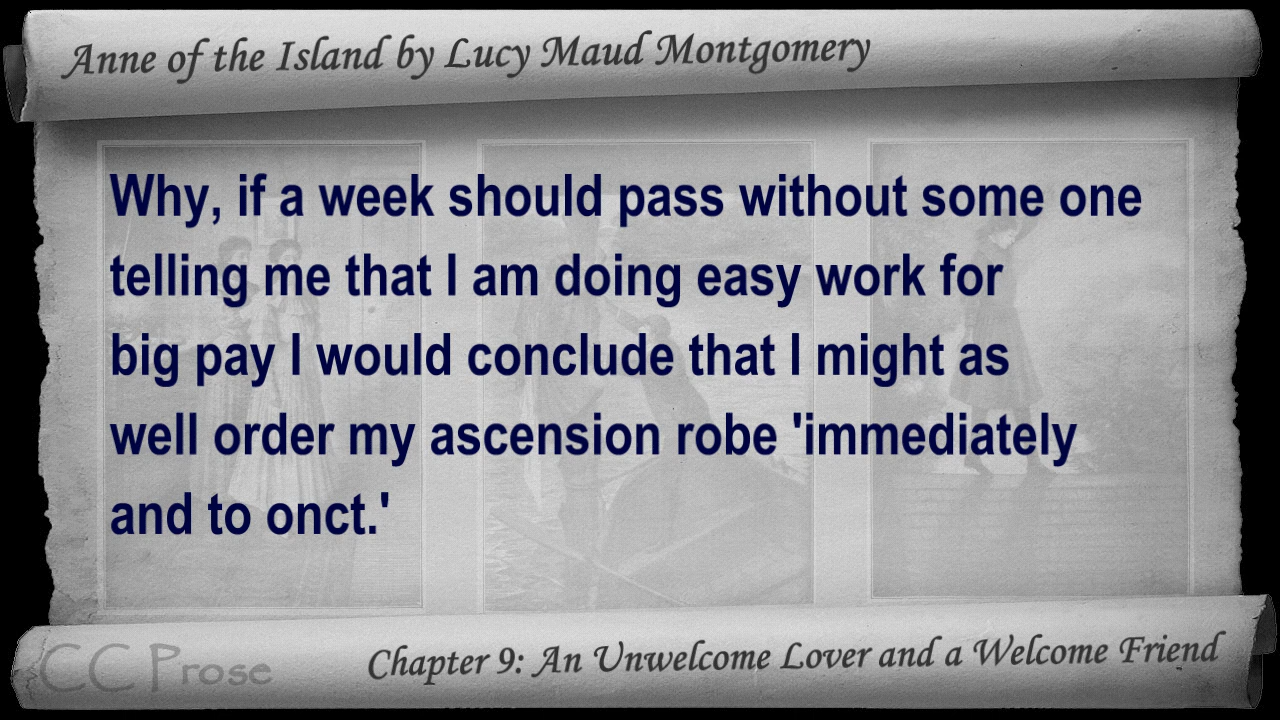 Anne of the Island by Lucy Maud Montgomery
Why, if a week should pass without some one
telling me that I am doing easy work for
big pay I would conclude that I might as
well order my ascension robe 'immediately
and to onct.'
CC Prose
Chapter 9: An Unwelcome Lover and a Welcome Friend